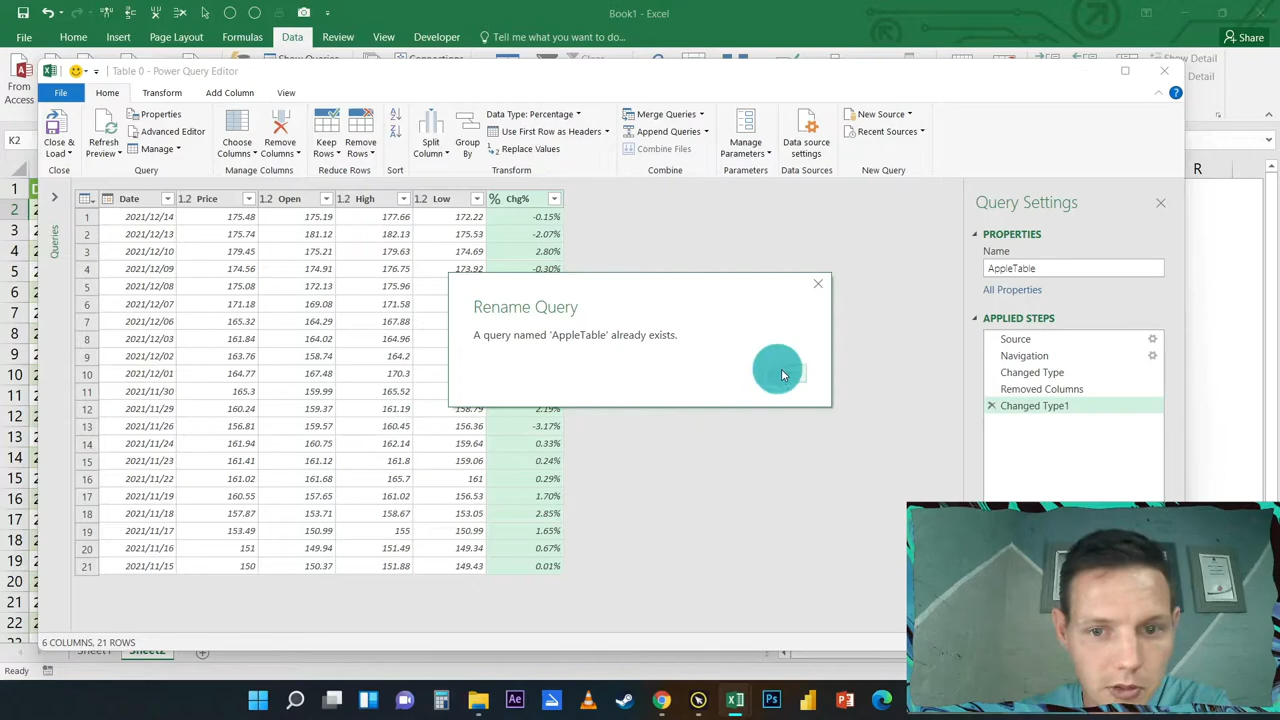 Book1 - Excel
File Home Insert Page Layout Formulas Data Review View Developer Tell me what you want to do... Share
From Access
Show Queries
Connections
Clear
Show Detail
K2
Table 0 - Power Query Editor
File Home Transform Add Column View
Close & Load
Close
Refresh Preview
Properties
Advanced Editor
Manage
Query
Choose Columns
Remove Columns
Manage Columns
Keep Rows
Remove Rows
Reduce Rows
Sort
Split Column
Group By
Data Type: Percentage
Use First Row as Headers
Replace Values
Transform
Merge Queries
Append Queries
Combine Files
Combine
Manage Parameters
Parameters
Data source settings
Data Sources
New Source
Recent Sources
New Query
R
Queries
Date 1.2 Price 1.2 Open 1.2 High 1.2 Low % Chg%
1 2021/12/14 175.48 175.19 177.66 172.22 -0.15%
2 2021/12/13 175.74 181.12 182.13 175.53 -2.07%
3 2021/12/10 179.45 175.21 179.63 174.69 2.80%
4 2021/12/09 174.56 174.91 176.75 173.92 -0.30%
5 2021/12/08 175.08 172.13 175.96
6 2021/12/07 171.18 169.08 171.58
7 2021/12/06 165.32 164.29 167.88
8 2021/12/03 161.84 164.02 164.96
9 2021/12/02 163.76 158.74 164.2
10 2021/12/01 164.77 167.48 170.3
11 2021/11/30 165.3 159.99 165.52
12 2021/11/29 160.24 159.37 161.19 158.79 2.19%
13 2021/11/26 156.81 159.57 160.45 156.36 -3.17%
14 2021/11/24 161.94 160.75 162.14 159.64 0.33%
15 2021/11/23 161.41 161.12 161.8 159.06 0.24%
16 2021/11/22 161.02 161.68 165.7 161 0.29%
17 2021/11/19 160.55 157.65 161.02 156.53 1.70%
18 2021/11/18 157.87 153.71 158.67 153.05 2.85%
19 2021/11/17 153.49 150.99 155 150.99 1.65%
20 2021/11/16 151 149.94 151.49 149.34 0.67%
21 2021/11/15 150 150.37 151.88 149.43 0.01%
Rename Query
A query named 'AppleTable' already exists.
Query Settings
PROPERTIES
Name
AppleTable
All Properties
APPLIED STEPS
Source
Navigation
Changed Type
Removed Columns
Changed Type1
6 COLUMNS, 21 ROWS
Sheet1 Sheet2
Ready